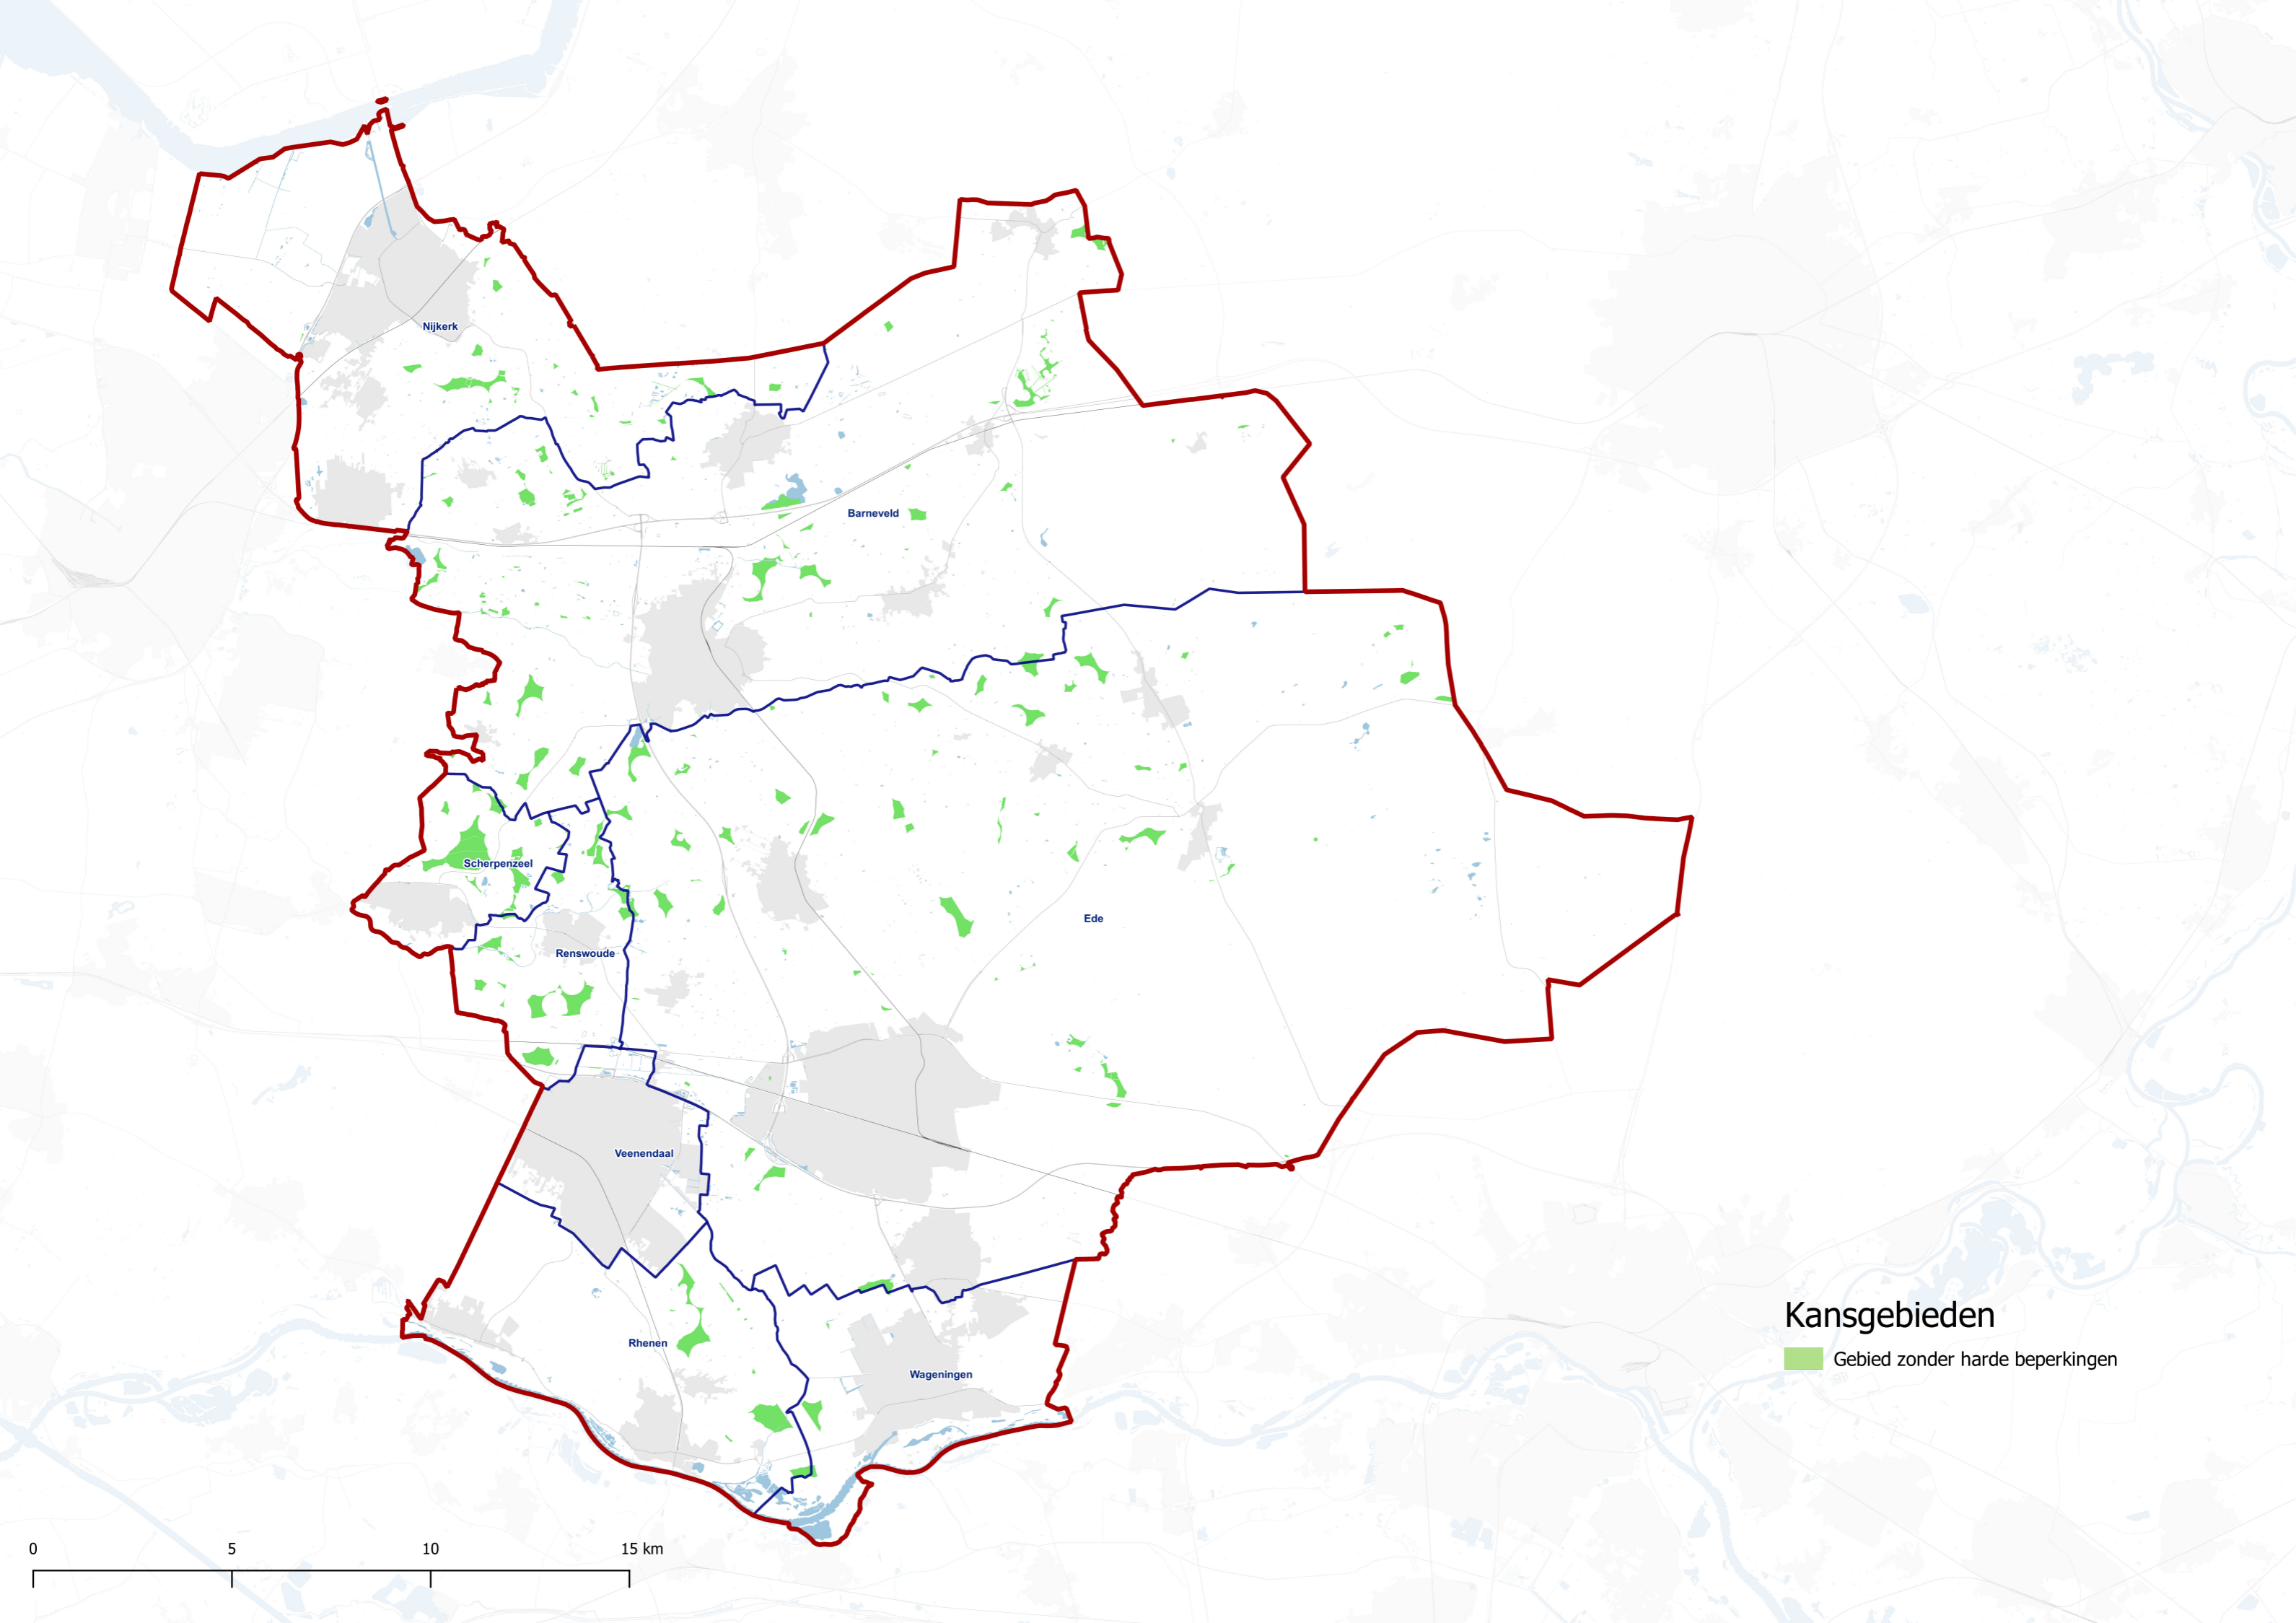 Nijkerk
Barneveld
Scherpenzeel
Ede
Renswoude
Veenendaal
Rhenen
Wageningen
Kansgebieden
Gebied zonder harde beperkingen
0 5 10 15 km